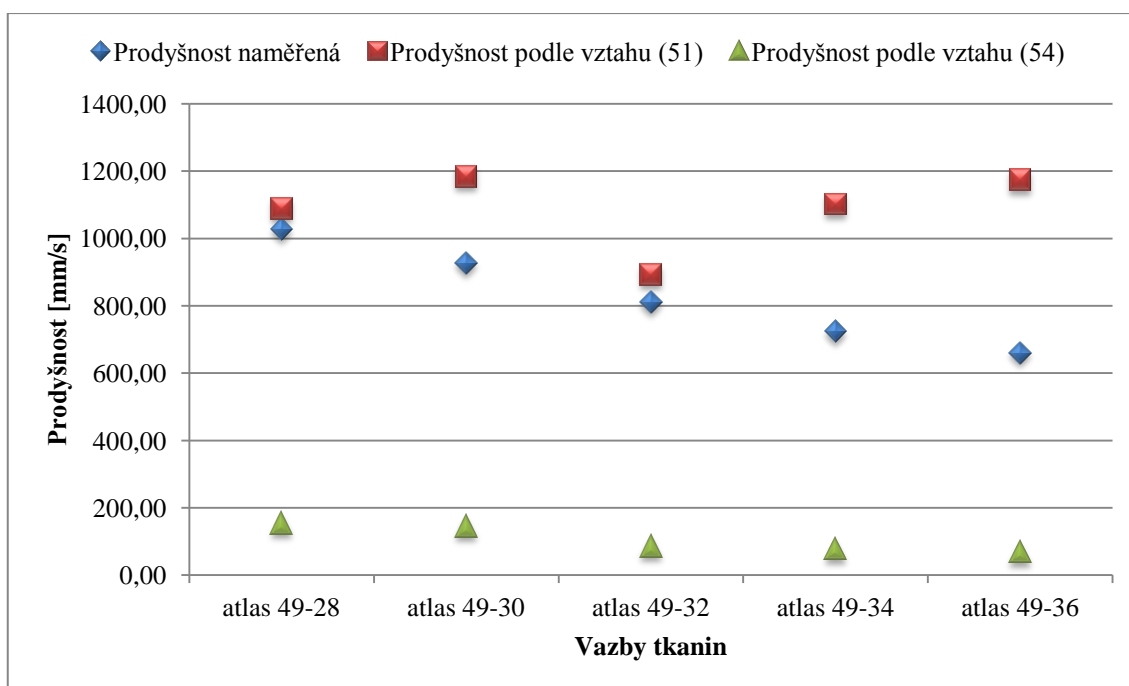 Prodyšnost naměřená Prodyšnost podle vztahu (51) Prodyšnost podle vztahu (54)
1400,00
1200,00
1000,00
800,00
600,00
400,00
200,00
0,00
Prodyšnost [mm/s]
atlas 49-28 atlas 49-30 atlas 49-32 atlas 49-34 atlas 49-36
Vazby tkanin